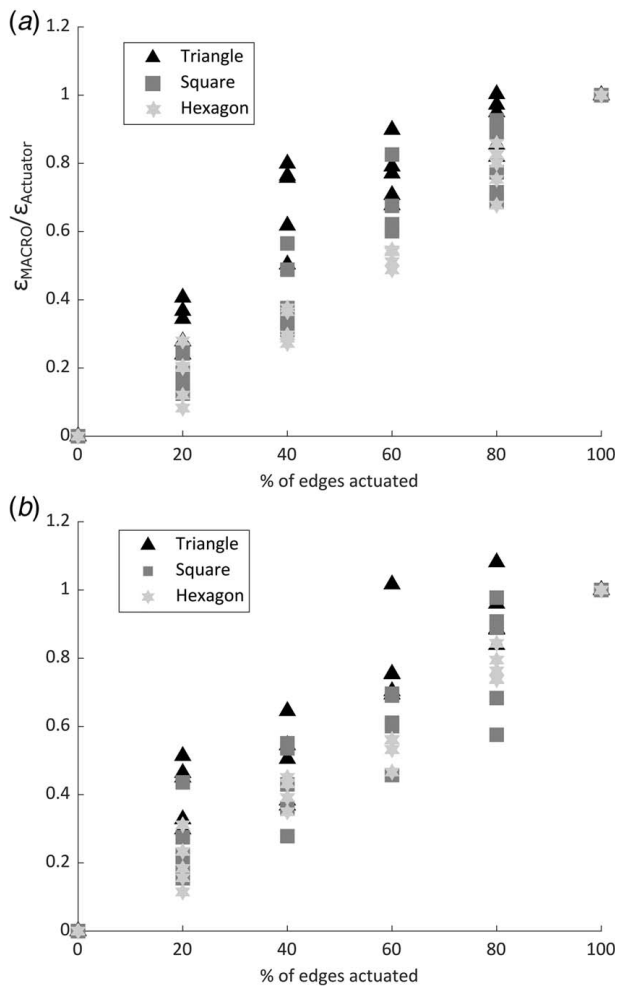 (a)
1.2
Triangle
Square
Hexagon
1
0.8
0.6
0.4
0.2
0
εMACRO/εActuator
0 20 40 60 80 100
% of edges actuated
(b)
1.2
Triangle
Square
Hexagon
1
0.8
0.6
0.4
0.2
0
εMACRO/εActuator
0 20 40 60 80 100
% of edges actuated